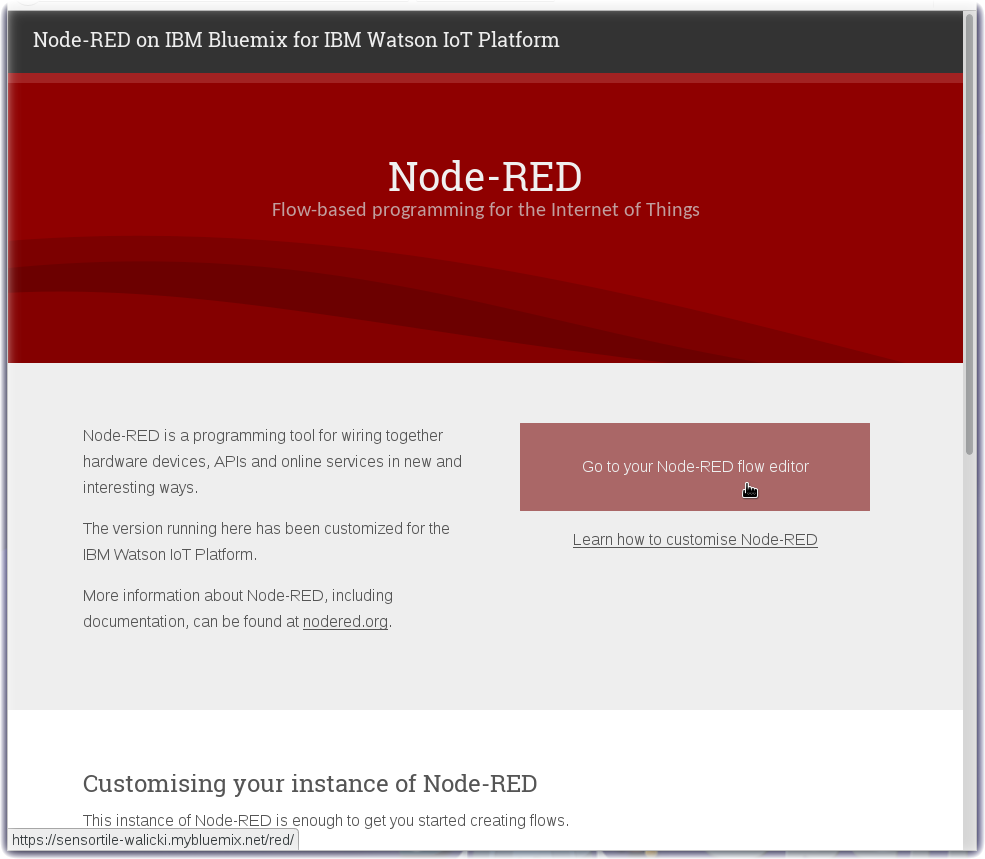 Node-RED on IBM Bluemix for IBM Watson IoT Platform
Node-RED
Flow-based programming for the Internet of Things
Node-RED is a programming tool for wiring together
hardware devices, APIs and online services in new and
interesting ways.
The version running here has been customized for the
IBM Watson IoT Platform.
More information about Node-RED, including
documentation, can be found at nodered.org.
Go to your Node-RED flow editor
Learn how to customise Node-RED
Customising your instance of Node-RED
This instance of Node-RED is enough to get you started creating flows.
https://sensortile-walicki.mybluemix.net/red/